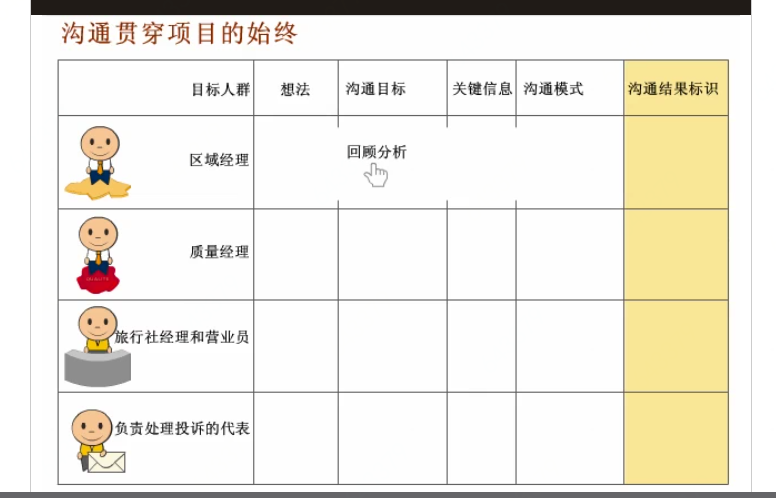 沟通贯穿项目的始终
目标人群 想法 沟通目标 关键信息 沟通模式 沟通结果标识
区域经理 回顾分析
质量经理
旅行社经理和营业员
负责处理投诉的代表